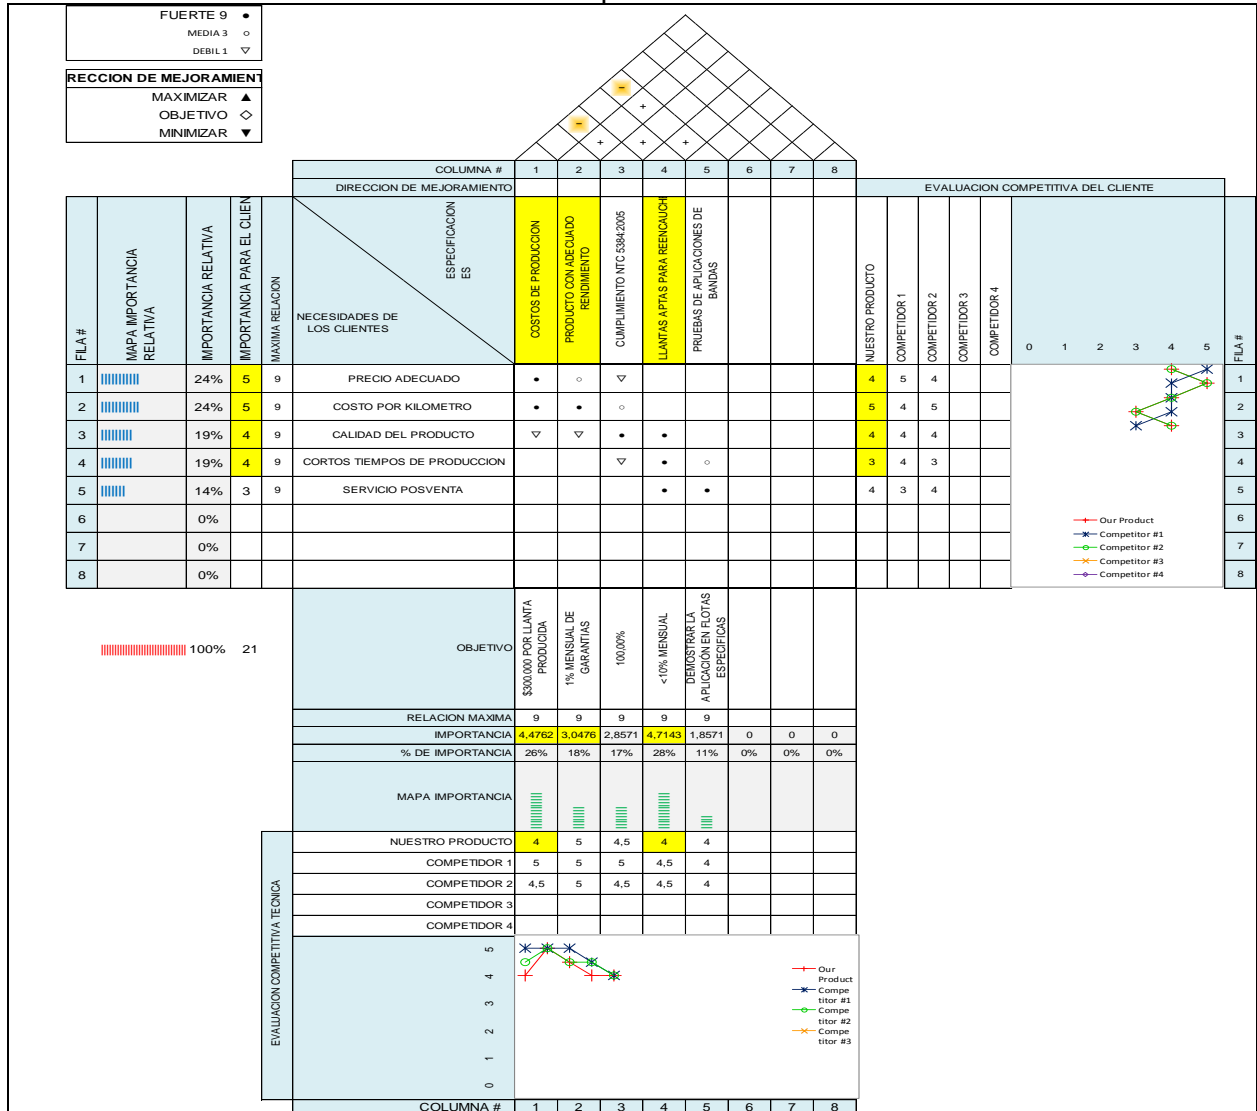 FUERTE 9 ●
MEDIA 3 ○
DEBIL 1 ▽
RECCION DE MEJORAMIENT
MAXIMIZAR ▲
OBJETIVO ◇
MINIMIZAR ▼
−
+
−
+ + +
COLUMNA # 1 2 3 4 5 6 7 8
DIRECCION DE MEJORAMIENTO
EVALUACION COMPETITIVA DEL CLIENTE
FILA #
MAPA IMPORTANCIA
RELATIVA
IMPORTANCIA RELATIVA
IMPORTANCIA PARA EL CLIEN
MAXIMA RELACION
ESPECIFICACION
ES
NECESIDADES DE
LOS CLIENTES
COSTOS DE PRODUCCION
PRODUCTO CON ADECUADO
RENDIMIENTO
CUMPLIMIENTO NTC 5384:2005
LLANTAS APTAS PARA REENCAUCHE
PRUEBAS DE APLICACIONES DE
BANDAS
NUESTRO PRODUCTO
COMPETIDOR 1
COMPETIDOR 2
COMPETIDOR 3
COMPETIDOR 4
0 1 2 3 4 5
FILA #
1 24% 5 9 PRECIO ADECUADO ● ○ ▽ 4 5 4 1
2 24% 5 9 COSTO POR KILOMETRO ● ● ○ 5 4 5 2
3 19% 4 9 CALIDAD DEL PRODUCTO ▽ ▽ ● ● 4 4 4 3
4 19% 4 9 CORTOS TIEMPOS DE PRODUCCION ▽ ● ○ 3 4 3 4
5 14% 3 9 SERVICIO POSVENTA ● ● 4 3 4 5
6 0% 6
7 0% 7
8 0% 8
Our Product
Competitor #1
Competitor #2
Competitor #3
Competitor #4
100% 21
OBJETIVO
$300.000 POR LLANTA
PRODUCIDA
1% MENSUAL DE
GARANTIAS
100,00%
<10% MENSUAL
DEMOSTRAR LA
APLICACIÓN EN FLOTAS
ESPECIFICAS
RELACION MAXIMA 9 9 9 9 9
IMPORTANCIA 4,4762 3,0476 2,8571 4,7143 1,8571 0 0 0
% DE IMPORTANCIA 26% 18% 17% 28% 11% 0% 0% 0%
MAPA IMPORTANCIA
EVALUACION COMPETITIVA TECNICA
NUESTRO PRODUCTO 4 5 4,5 4 4
COMPETIDOR 1 5 5 5 4,5 4
COMPETIDOR 2 4,5 5 4,5 4,5 4
COMPETIDOR 3
COMPETIDOR 4
5
4
3
2
1
0
Our
Product
Compe
titor #1
Compe
titor #2
Compe
titor #3
COLUMNA # 1 2 3 4 5 6 7 8